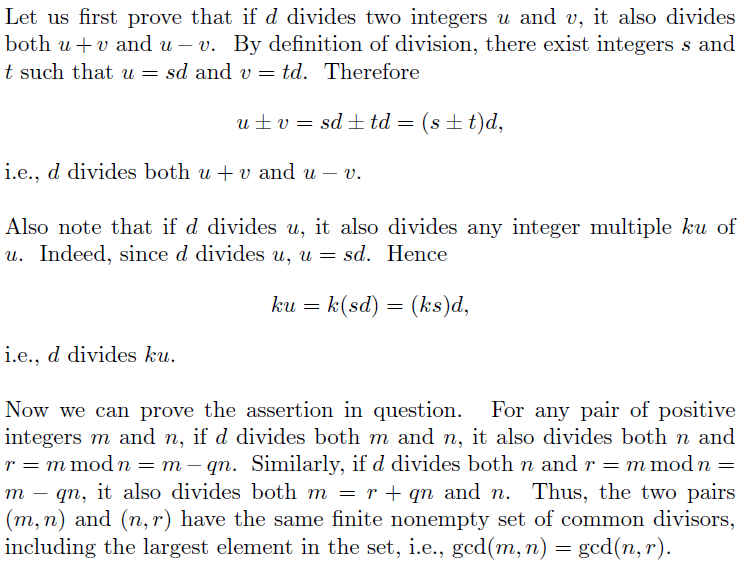 Let us first prove that if d divides two integers u and v, it also divides
both u + v and u − v. By definition of division, there exist integers s and
t such that u = sd and v = td. Therefore
u ± v = sd ± td = (s ± t)d,
i.e., d divides both u + v and u − v.
Also note that if d divides u, it also divides any integer multiple ku of
u. Indeed, since d divides u, u = sd. Hence
ku = k(sd) = (ks)d,
i.e., d divides ku.
Now we can prove the assertion in question. For any pair of positive
integers m and n, if d divides both m and n, it also divides both n and
r = m mod n = m − qn. Similarly, if d divides both n and r = m mod n =
m − qn, it also divides both m = r + qn and n. Thus, the two pairs
(m, n) and (n, r) have the same finite nonempty set of common divisors,
including the largest element in the set, i.e., gcd(m, n) = gcd(n, r).